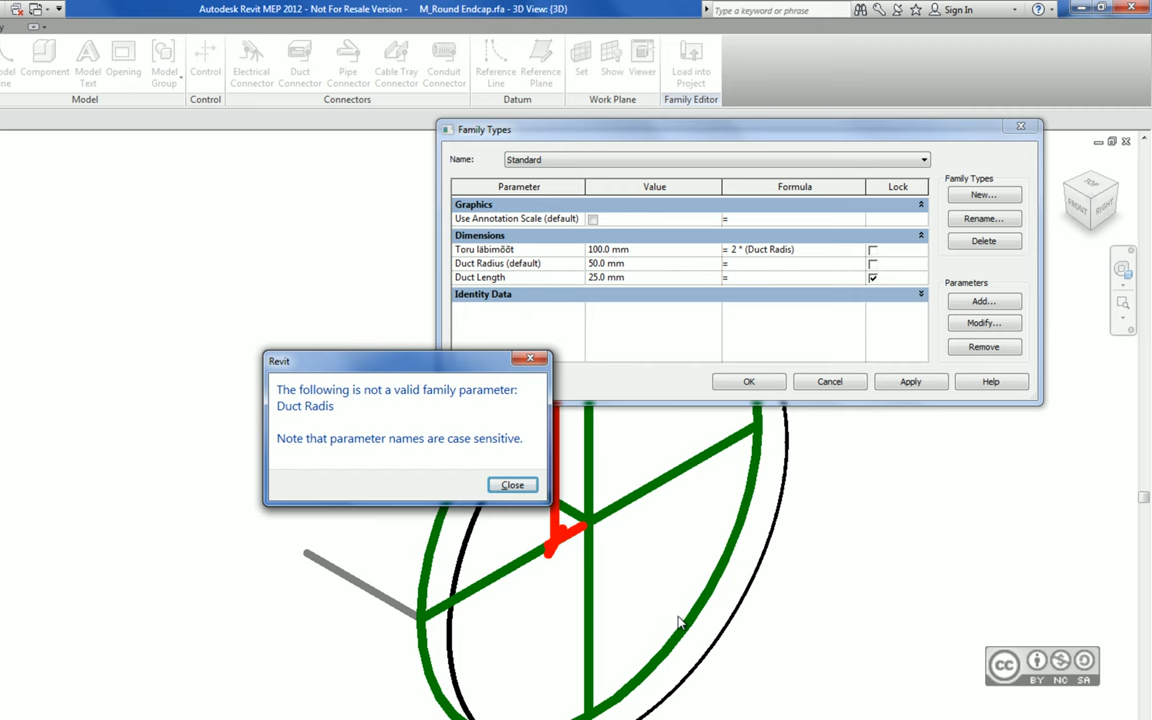 Autodesk Revit MEP 2012 - Not For Resale Version - M_Round Endcap.rfa - 3D View: {3D}
Type a keyword or phrase
Sign In
Component
Model Text
Opening
Model Group
Control
Electrical Connector
Duct Connector
Pipe Connector
Cable Tray Connector
Conduit Connector
Reference Line
Reference Plane
Set
Show
Viewer
Load into Project
Model
Control
Connectors
Datum
Work Plane
Family Editor
Family Types
Name:
Standard
Parameter Value Formula Lock
Graphics
Use Annotation Scale (default) =
Dimensions
Toru läbimõõt 100.0 mm = 2 * (Duct Radis)
Duct Radius (default) 50.0 mm =
Duct Length 25.0 mm =
Identity Data
Family Types
New...
Rename...
Delete
Parameters
Add...
Modify...
Remove
OK
Cancel
Apply
Help
TOP
FRONT
RIGHT
Revit
The following is not a valid family parameter:
Duct Radis
Note that parameter names are case sensitive.
Close
cc
BY NC SA